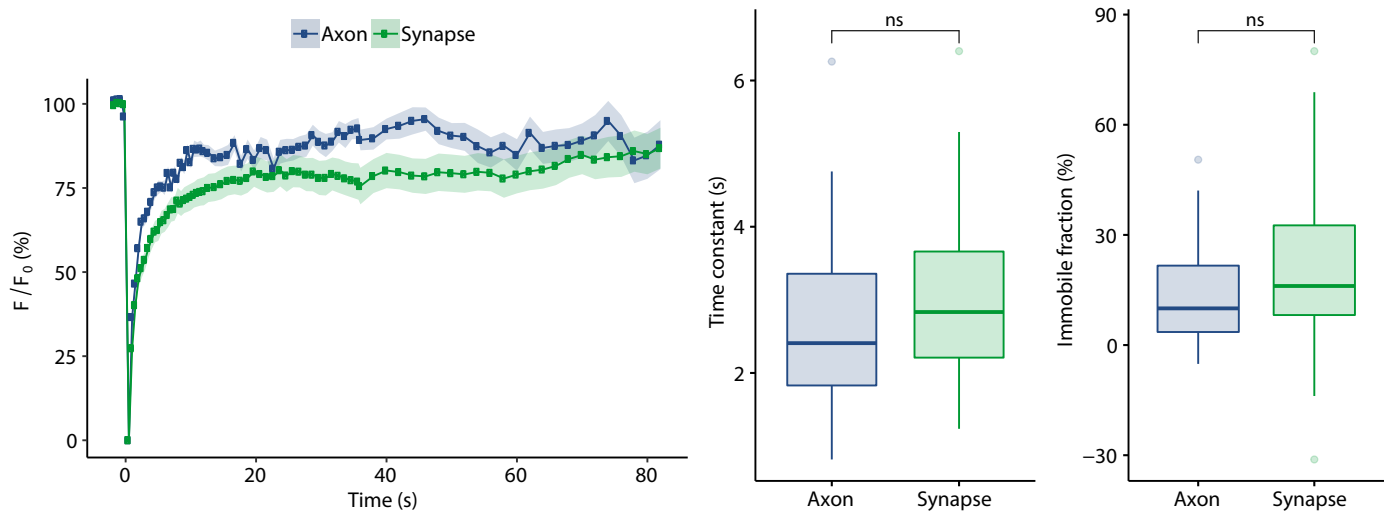 Axon Synapse
F / F0 (%)
100
75
50
25
0
0 20 40 60 80
Time (s)
ns
Time constant (s)
6
4
2
Axon Synapse
ns
Immobile fraction (%)
90
60
30
0
−30
Axon Synapse